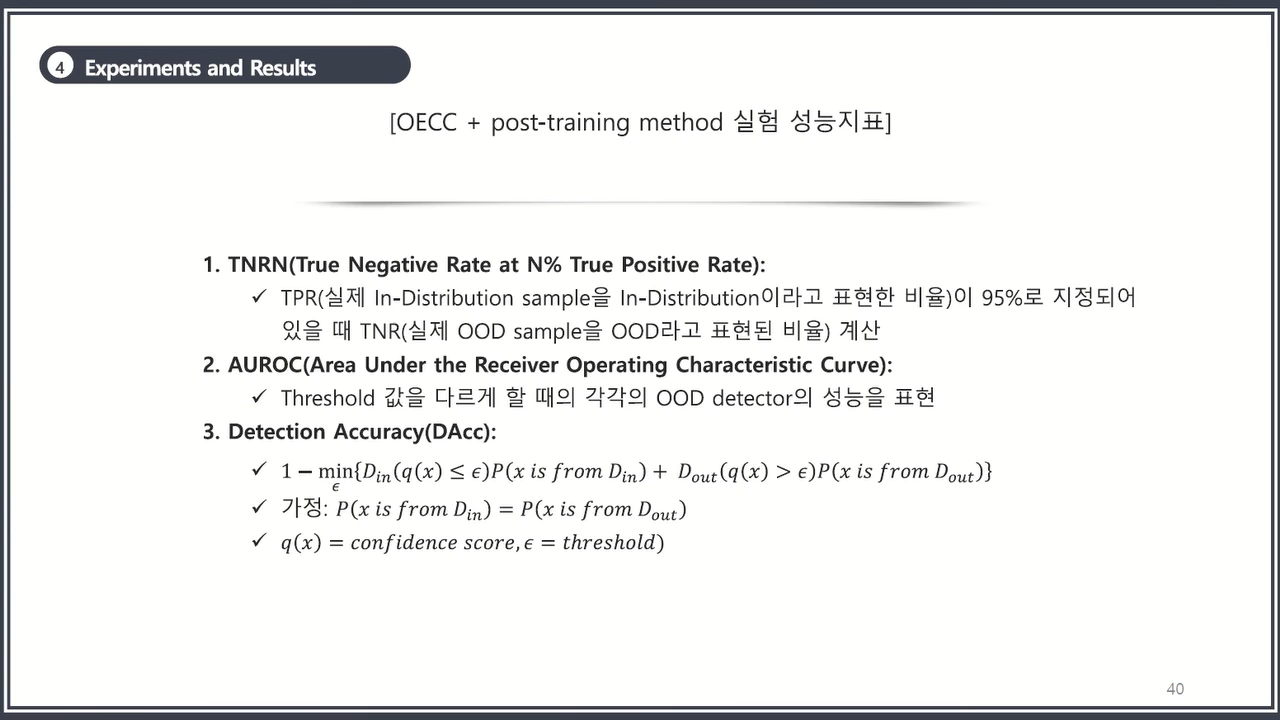 4 Experiments and Results
[OECC + post-training method 실험 성능지표]
1. TNRN(True Negative Rate at N% True Positive Rate):
✓ TPR(실제 In-Distribution sample을 In-Distribution이라고 표현한 비율)이 95%로 지정되어
있을 때 TNR(실제 OOD sample을 OOD라고 표현된 비율) 계산
2. AUROC(Area Under the Receiver Operating Characteristic Curve):
✓ Threshold 값을 다르게 할 때의 각각의 OOD detector의 성능을 표현
3. Detection Accuracy(DAcc):
✓ 1 − min_ϵ{D_in(q(x) ≤ ϵ)P(x is from D_in) + D_out(q(x) > ϵ)P(x is from D_out)}
✓ 가정: P(x is from D_in) = P(x is from D_out)
✓ q(x) = confidence score, ϵ = threshold)
40